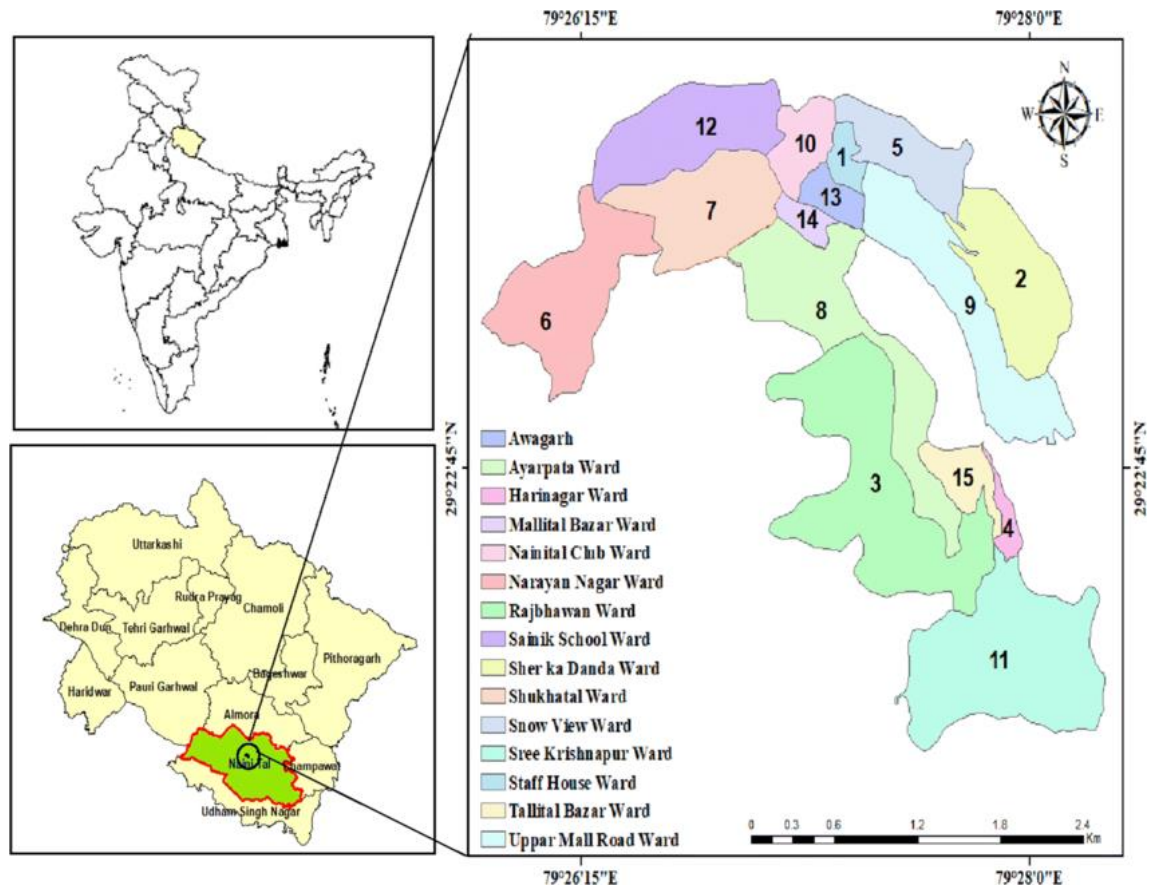 79°26'15"E
79°28'0"E
N
W
E
S
12
10
1
5
13
7
14
2
6
8
9
3
15
4
11
29°22'45"N
29°22'45"N
Awagarh
Ayarpata Ward
Harinagar Ward
Mallital Bazar Ward
Nainital Club Ward
Narayan Nagar Ward
Rajbhawan Ward
Sainik School Ward
Sher ka Danda Ward
Shukhatal Ward
Snow View Ward
Sree Krishnapur Ward
Staff House Ward
Tallital Bazar Ward
Uppar Mall Road Ward
0 0.3 0.6 1.2 1.8 2.4
Km
79°26'15"E
79°28'0"E
Uttarkashi
Rudra Prayag
Chamoli
Dehra Dun
Tehri Garhwal
Pithoragarh
Bageshwar
Haridwar
Pauri Garhwal
Almora
Naini Tal
Champawat
Udham Singh Nagar